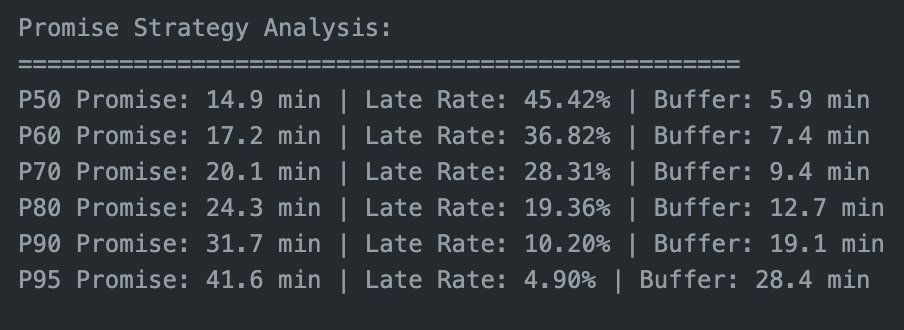 Promise Strategy Analysis:
==================================================
P50 Promise: 14.9 min | Late Rate: 45.42% | Buffer: 5.9 min
P60 Promise: 17.2 min | Late Rate: 36.82% | Buffer: 7.4 min
P70 Promise: 20.1 min | Late Rate: 28.31% | Buffer: 9.4 min
P80 Promise: 24.3 min | Late Rate: 19.36% | Buffer: 12.7 min
P90 Promise: 31.7 min | Late Rate: 10.20% | Buffer: 19.1 min
P95 Promise: 41.6 min | Late Rate: 4.90% | Buffer: 28.4 min